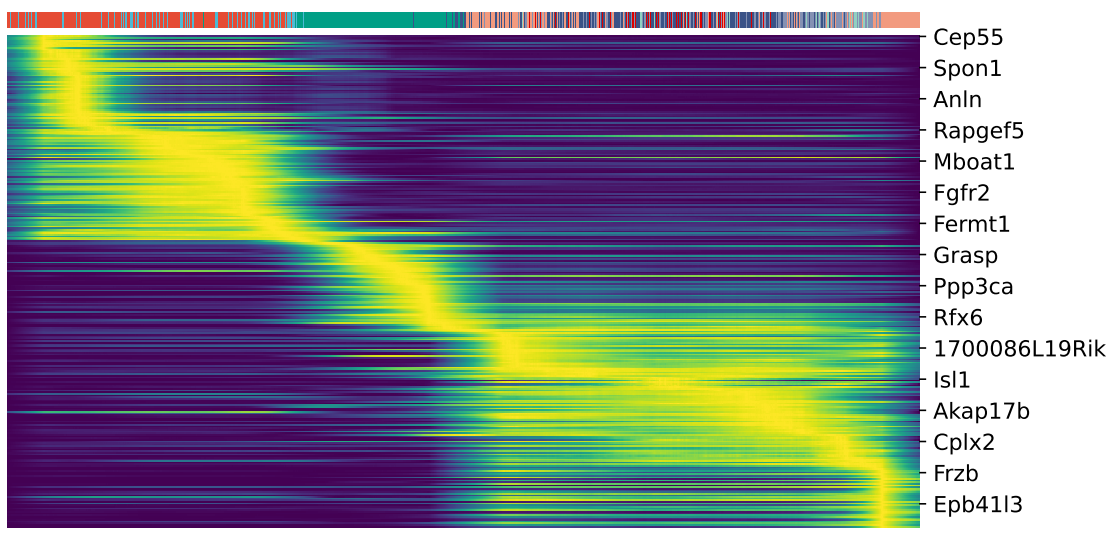 Cep55
Spon1
Anln
Rapgef5
Mboat1
Fgfr2
Fermt1
Grasp
Ppp3ca
Rfx6
1700086L19Rik
Isl1
Akap17b
Cplx2
Frzb
Epb41l3